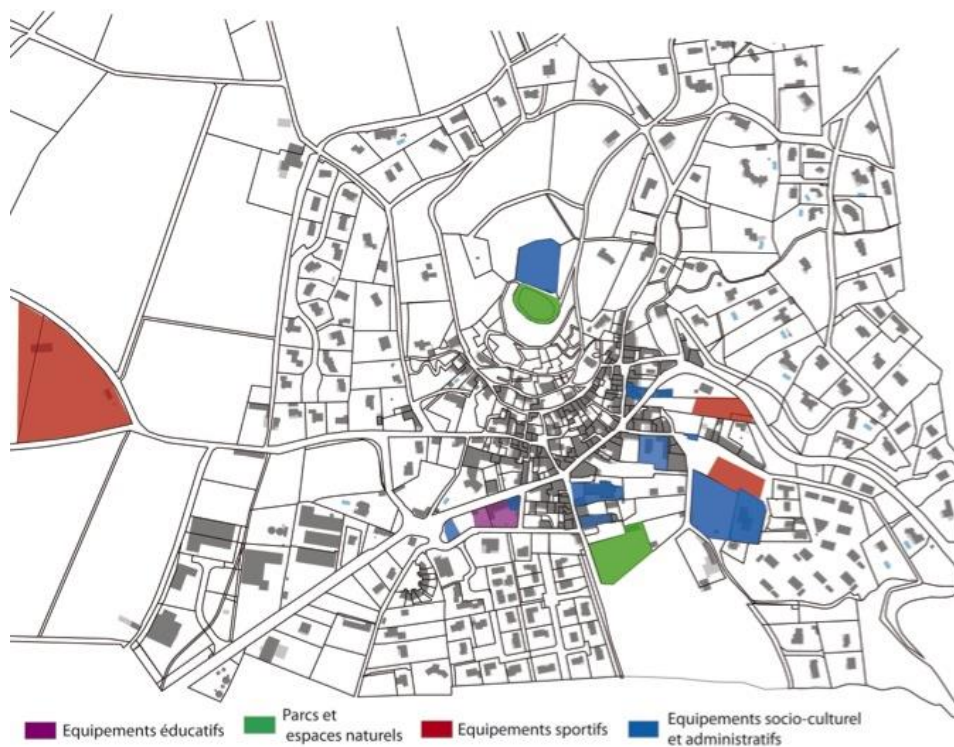 Equipements éducatifs
Parcs et
espaces naturels
Equipements sportifs
Equipements socio-culturel
et administratifs